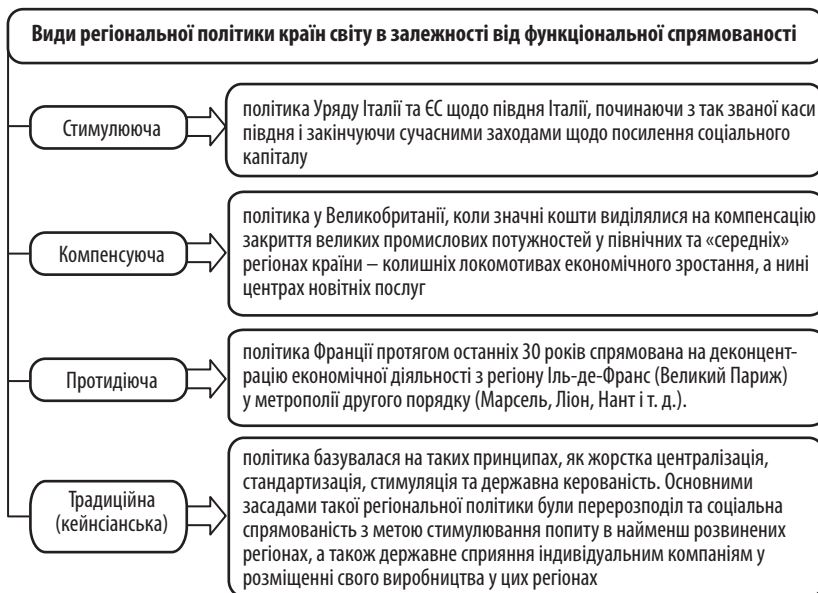 Види регіональної політики країн світу в залежності від функціональної спрямованості
Стимулююча
політика Уряду Італії та ЄС щодо півдня Італії, починаючи з так званої каси
півдня і закінчуючи сучасними заходами щодо посилення соціального
капіталу
Компенсуюча
політика у Великобританії, коли значні кошти виділялися на компенсацію
закриття великих промислових потужностей у північних та «середніх»
регіонах країни – колишніх локомотивах економічного зростання, а нині
центрах новітніх послуг
Протидіюча
політика Франції протягом останніх 30 років спрямована на деконцент-
рацію економічної діяльності з регіону Іль-де-Франс (Великий Париж)
у метрополії другого порядку (Марсель, Ліон, Нант і т. д.).
Традиційна
(кейнсіанська)
політика базувалася на таких принципах, як жорстка централізація,
стандартизація, стимуляція та державна керованість. Основними
засадами такої регіональної політики були перерозподіл та соціальна
спрямованість з метою стимулювання попиту в найменш розвинених
регіонах, а також державне сприяння індивідуальним компаніям у
розміщенні свого виробництва у цих регіонах